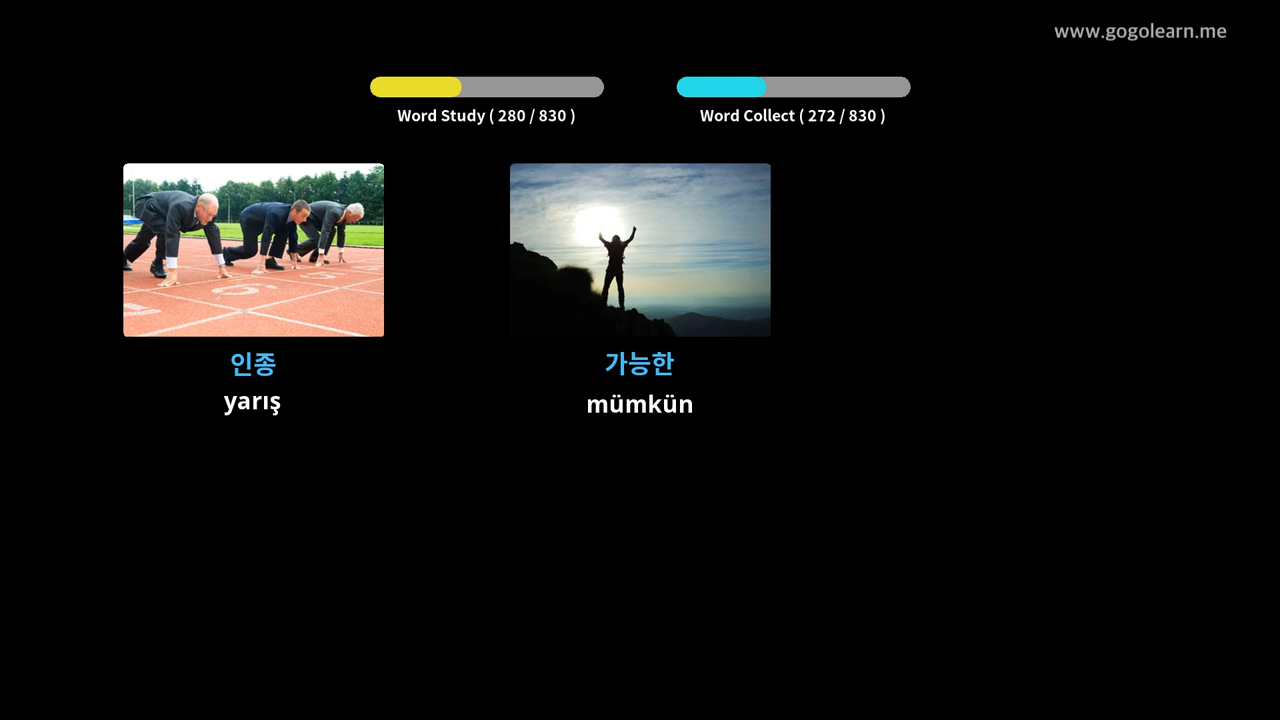 www.gogolearn.me
Word Study ( 280 / 830 )
Word Collect ( 272 / 830 )
인종
yarış
가능한
mümkün